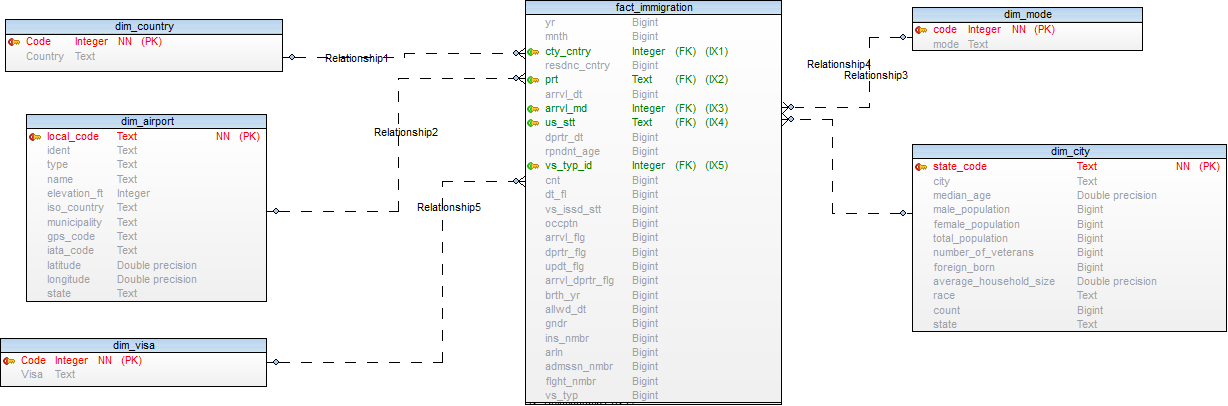 dim_country
Code Integer NN (PK)
Country Text
Relationship1
dim_airport
local_code Text NN (PK)
ident Text
type Text
name Text
elevation_ft Integer
iso_country Text
municipality Text
gps_code Text
iata_code Text
latitude Double precision
longitude Double precision
state Text
Relationship2
dim_visa
Code Integer NN (PK)
Visa Text
Relationship5
fact_immigration
yr Bigint
mnth Bigint
cty_cntry Integer (FK) (IX1)
resdnc_cntry Bigint
prt Text (FK) (IX2)
arrvl_dt Bigint
arrvl_md Integer (FK) (IX3)
us_stt Text (FK) (IX4)
dprtr_dt Bigint
rpndnt_age Bigint
vs_typ_id Integer (FK) (IX5)
cnt Bigint
dt_fl Bigint
vs_issd_stt Bigint
occptn Bigint
arrvl_flg Bigint
dprtr_flg Bigint
updt_flg Bigint
arrvl_dprtr_flg Bigint
brth_yr Bigint
allwd_dt Bigint
gndr Bigint
ins_nmbr Bigint
arln Bigint
admssn_nmbr Bigint
flght_nmbr Bigint
vs_typ Bigint
dim_mode
code Integer NN (PK)
mode Text
Relationship4
Relationship3
dim_city
state_code Text NN (PK)
city Text
median_age Double precision
male_population Bigint
female_population Bigint
total_population Bigint
number_of_veterans Bigint
foreign_born Bigint
average_household_size Double precision
race Text
count Bigint
state Text